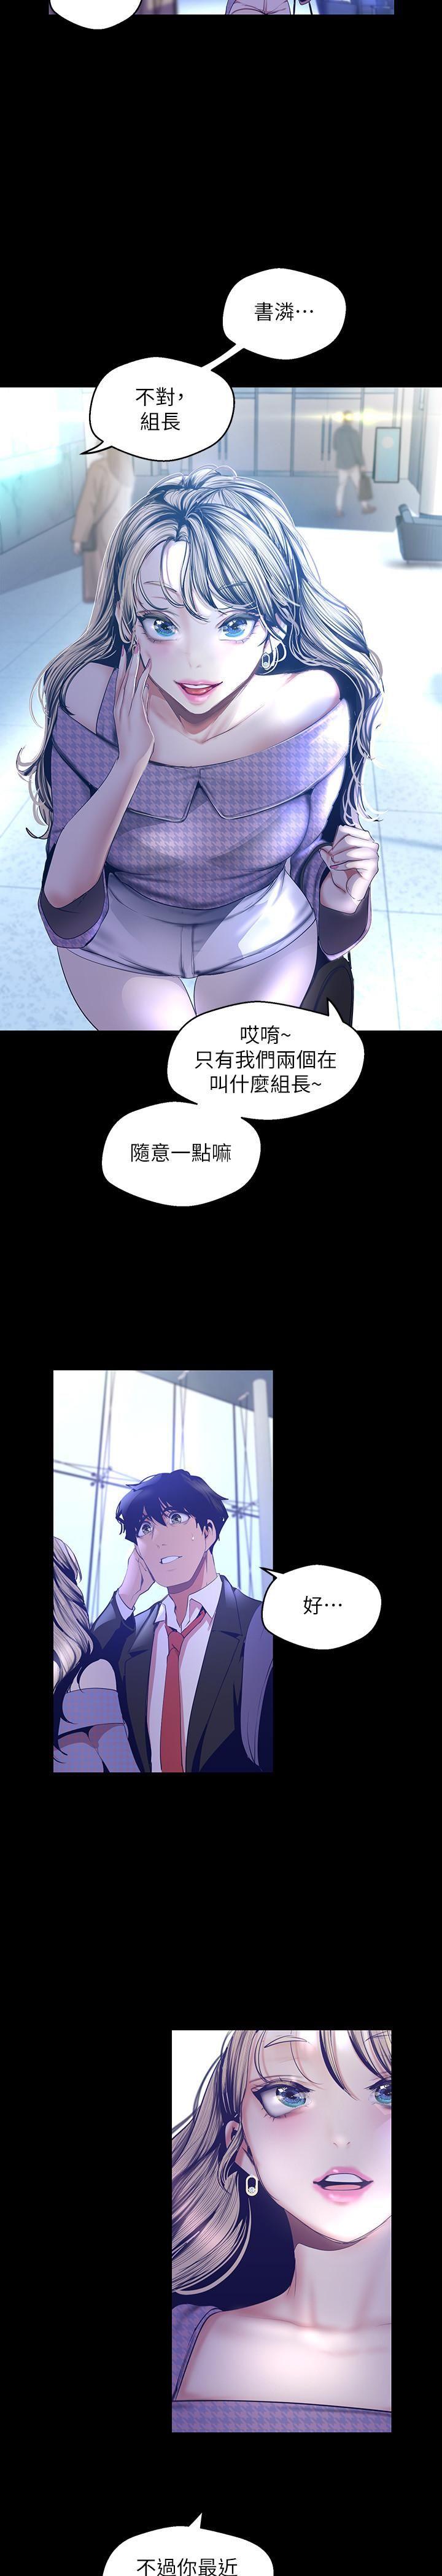 書潾⋯
不對,
組長
哎唷~
只有我們兩個在
叫什麼組長~
隨意一點嘛
好⋯
不過你最近